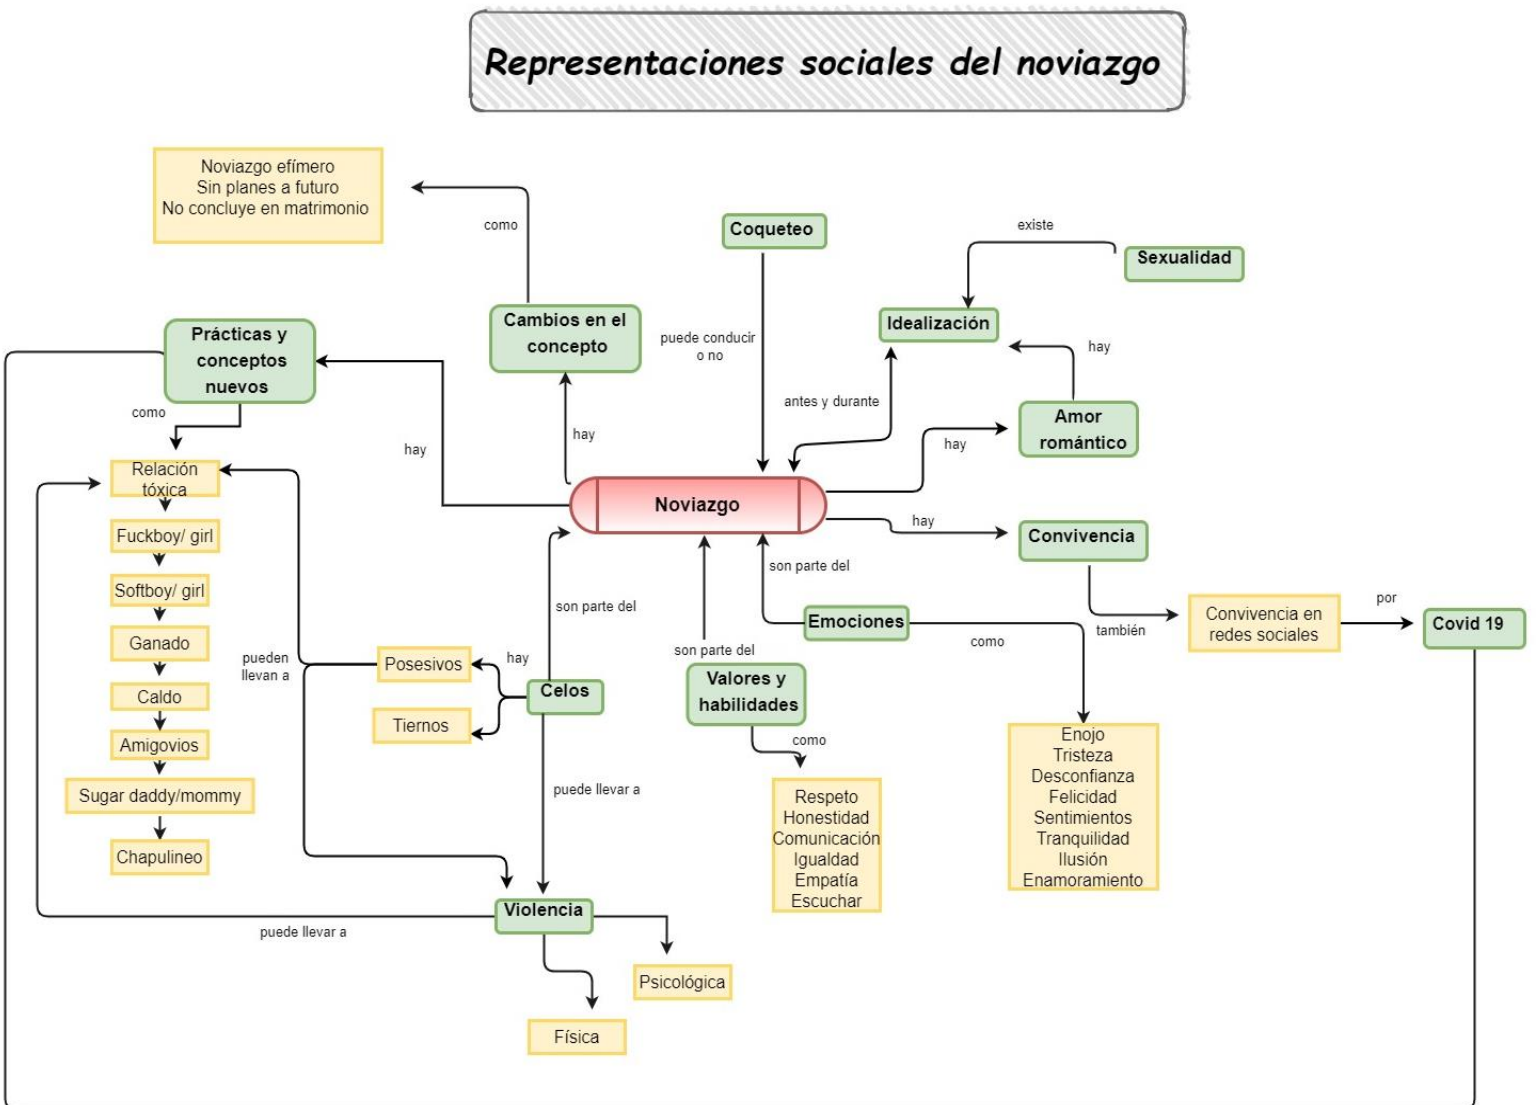 Representaciones sociales del noviazgo
Noviazgo efímero
Sin planes a futuro
No concluye en matrimonio
como
Coqueteo
existe
Sexualidad
Prácticas y
conceptos
nuevos
Cambios en el
concepto
Idealización
puede conducir
o no
hay
antes y durante
Amor
romántico
como
hay
hay
hay
Relación
tóxica
Noviazgo
hay
Convivencia
Fuckboy/ girl
son parte del
Softboy/ girl
son parte del
Emociones
como
también
Convivencia en
redes sociales
por
Covid 19
Ganado
pueden
llevan a
Posesivos
hay
Celos
son parte del
Valores y
habilidades
Caldo
Tiernos
como
Amigovios
Enojo
Tristeza
Desconfianza
Felicidad
Sentimientos
Tranquilidad
Ilusión
Enamoramiento
Sugar daddy/mommy
puede llevar a
Respeto
Honestidad
Comunicación
Igualdad
Empatía
Escuchar
Chapulineo
Violencia
puede llevar a
Psicológica
Física